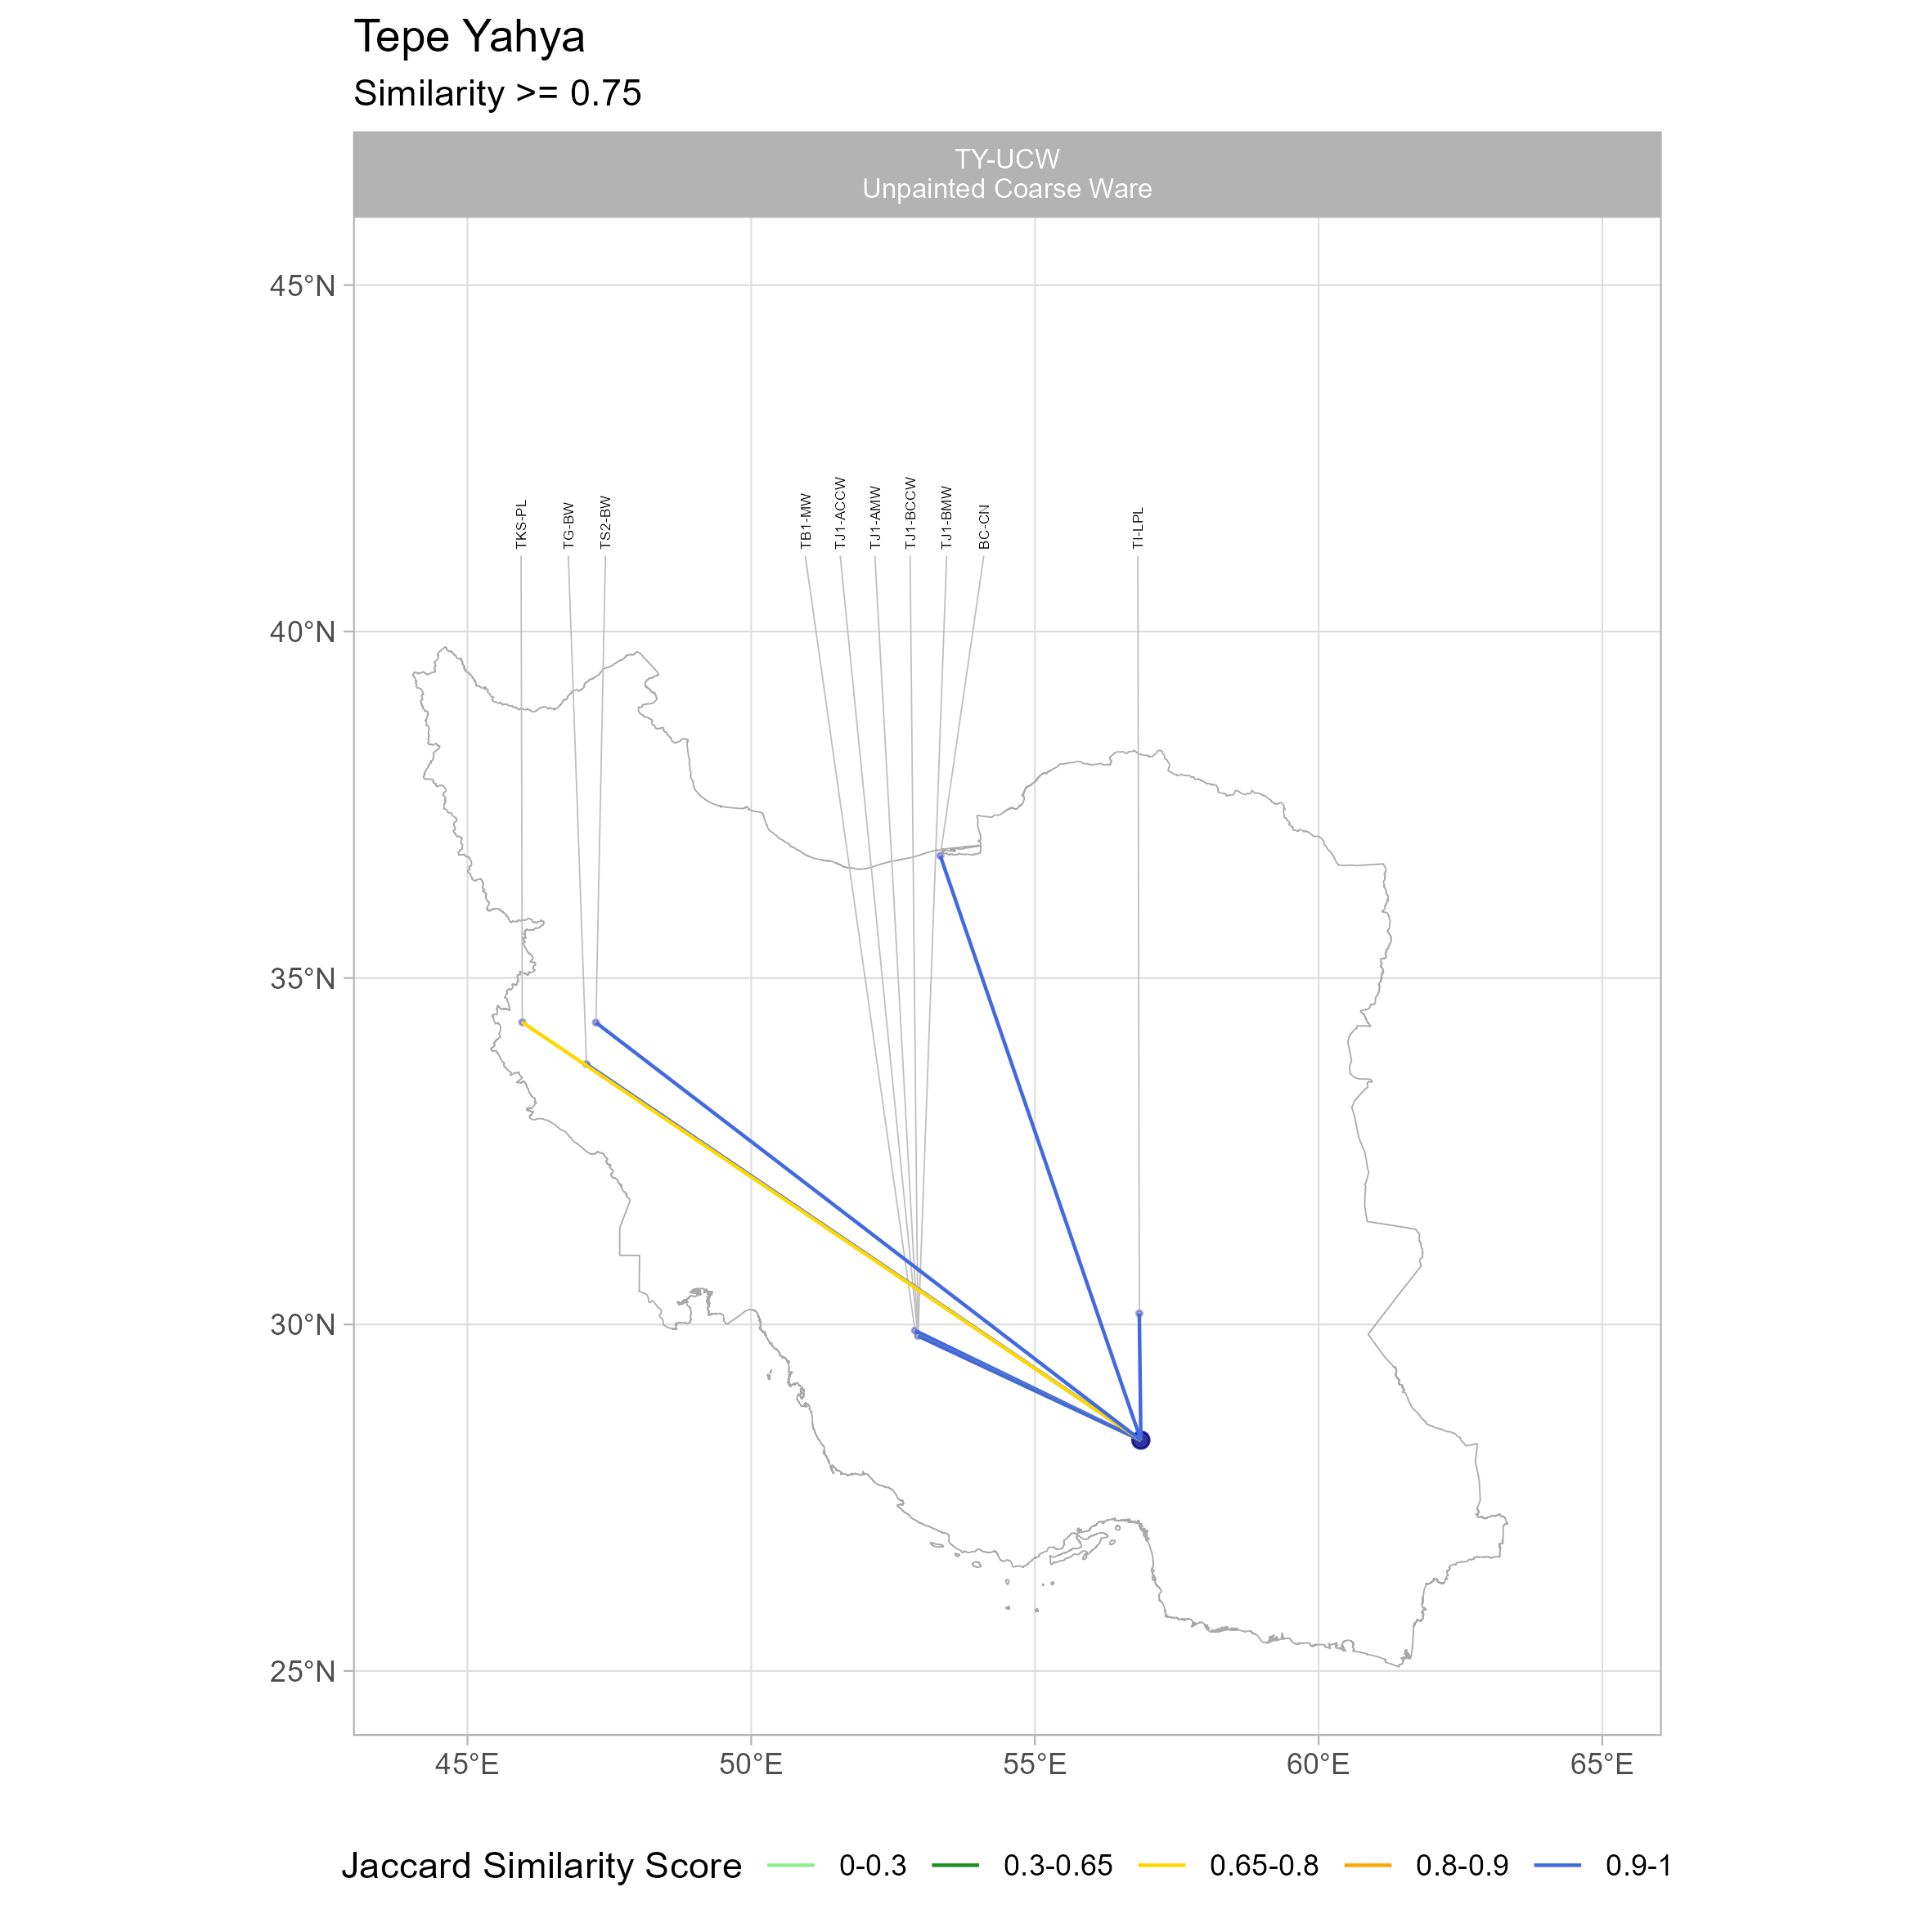 Tepe Yahya
Similarity >= 0.75
TY-UCW
Unpainted Coarse Ware
45°N
40°N
35°N
30°N
25°N
TKS-PL
TG-BW
TS2-BW
TB1-MW
TJ1-ACCW
TJ1-AMW
TJ1-BCCW
TJ1-BMW
BC-CN
TI-LPL
45°E 50°E 55°E 60°E 65°E
Jaccard Similarity Score 0-0.3 0.3-0.65 0.65-0.8 0.8-0.9 0.9-1